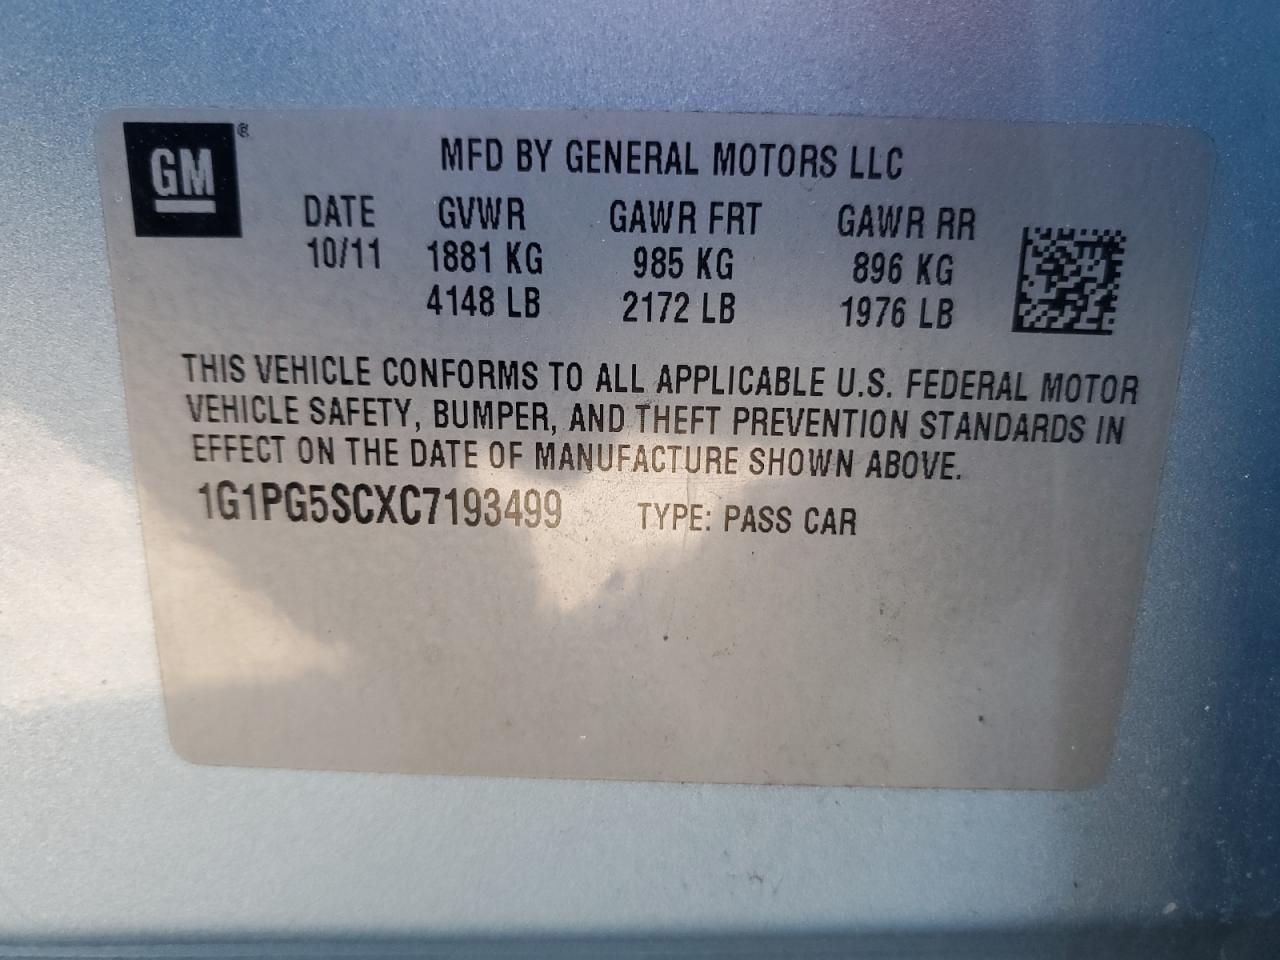 GM®
MFD BY GENERAL MOTORS LLC
DATE GVWR GAWR FRT GAWR RR
10/11 1881 KG 985 KG 896 KG
4148 LB 2172 LB 1976 LB
THIS VEHICLE CONFORMS TO ALL APPLICABLE U.S. FEDERAL MOTOR
VEHICLE SAFETY, BUMPER, AND THEFT PREVENTION STANDARDS IN
EFFECT ON THE DATE OF MANUFACTURE SHOWN ABOVE.
1G1PG5SCXC7193499 TYPE: PASS CAR